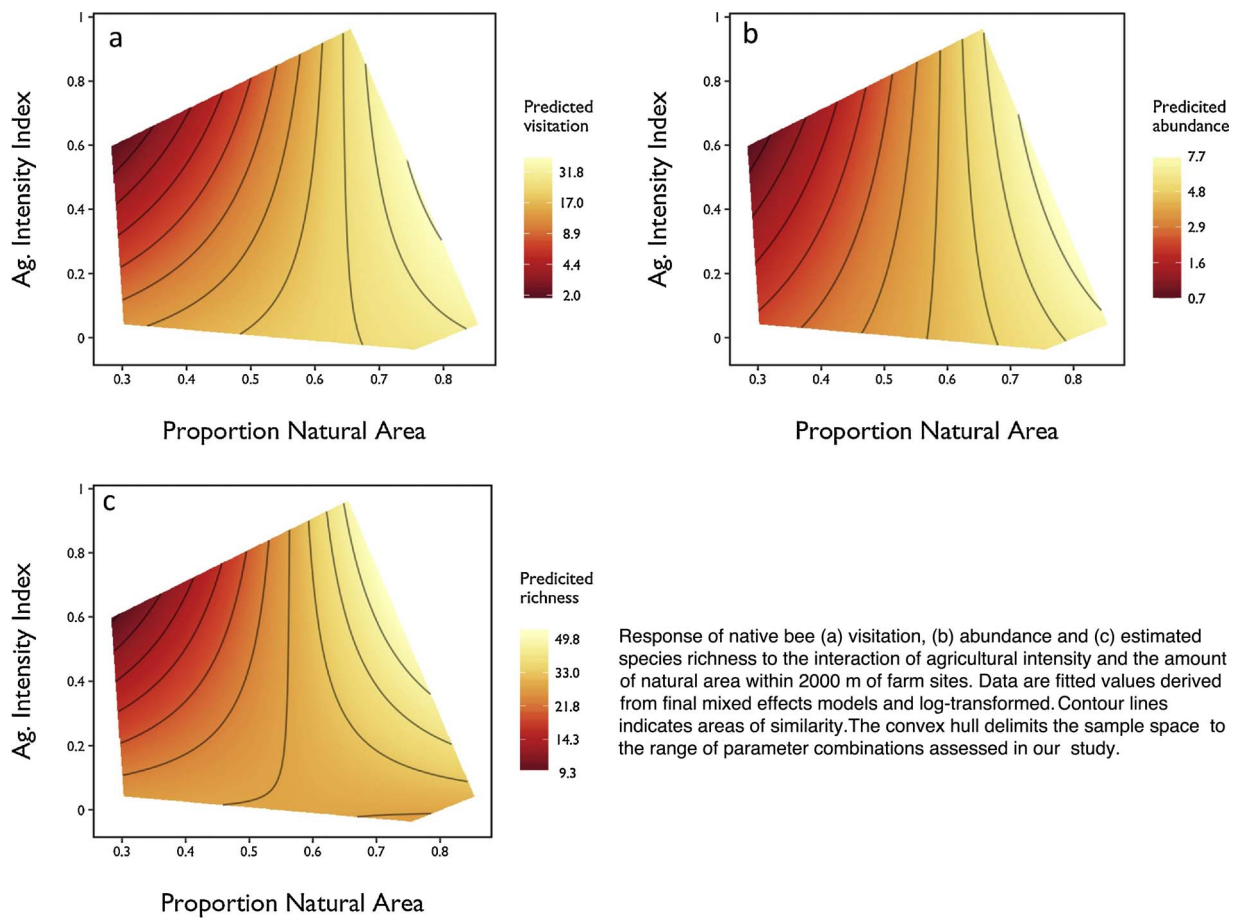 a
1
0.8
0.6
0.4
0.2
0
Ag. Intensity Index
0.3 0.4 0.5 0.6 0.7 0.8
Proportion Natural Area
Predicted
visitation
31.8
17.0
8.9
4.4
2.0
b
1
0.8
0.6
0.4
0.2
0
Ag. Intensity Index
0.3 0.4 0.5 0.6 0.7 0.8
Proportion Natural Area
Predicited
abundance
7.7
4.8
2.9
1.6
0.7
c
1
0.8
0.6
0.4
0.2
0
Ag. Intensity Index
0.3 0.4 0.5 0.6 0.7 0.8
Proportion Natural Area
Predicited
richness
49.8
33.0
21.8
14.3
9.3
Response of native bee (a) visitation, (b) abundance and (c) estimated
species richness to the interaction of agricultural intensity and the amount
of natural area within 2000 m of farm sites. Data are fitted values derived
from final mixed effects models and log-transformed. Contour lines
indicates areas of similarity.The convex hull delimits the sample space to
the range of parameter combinations assessed in our study.